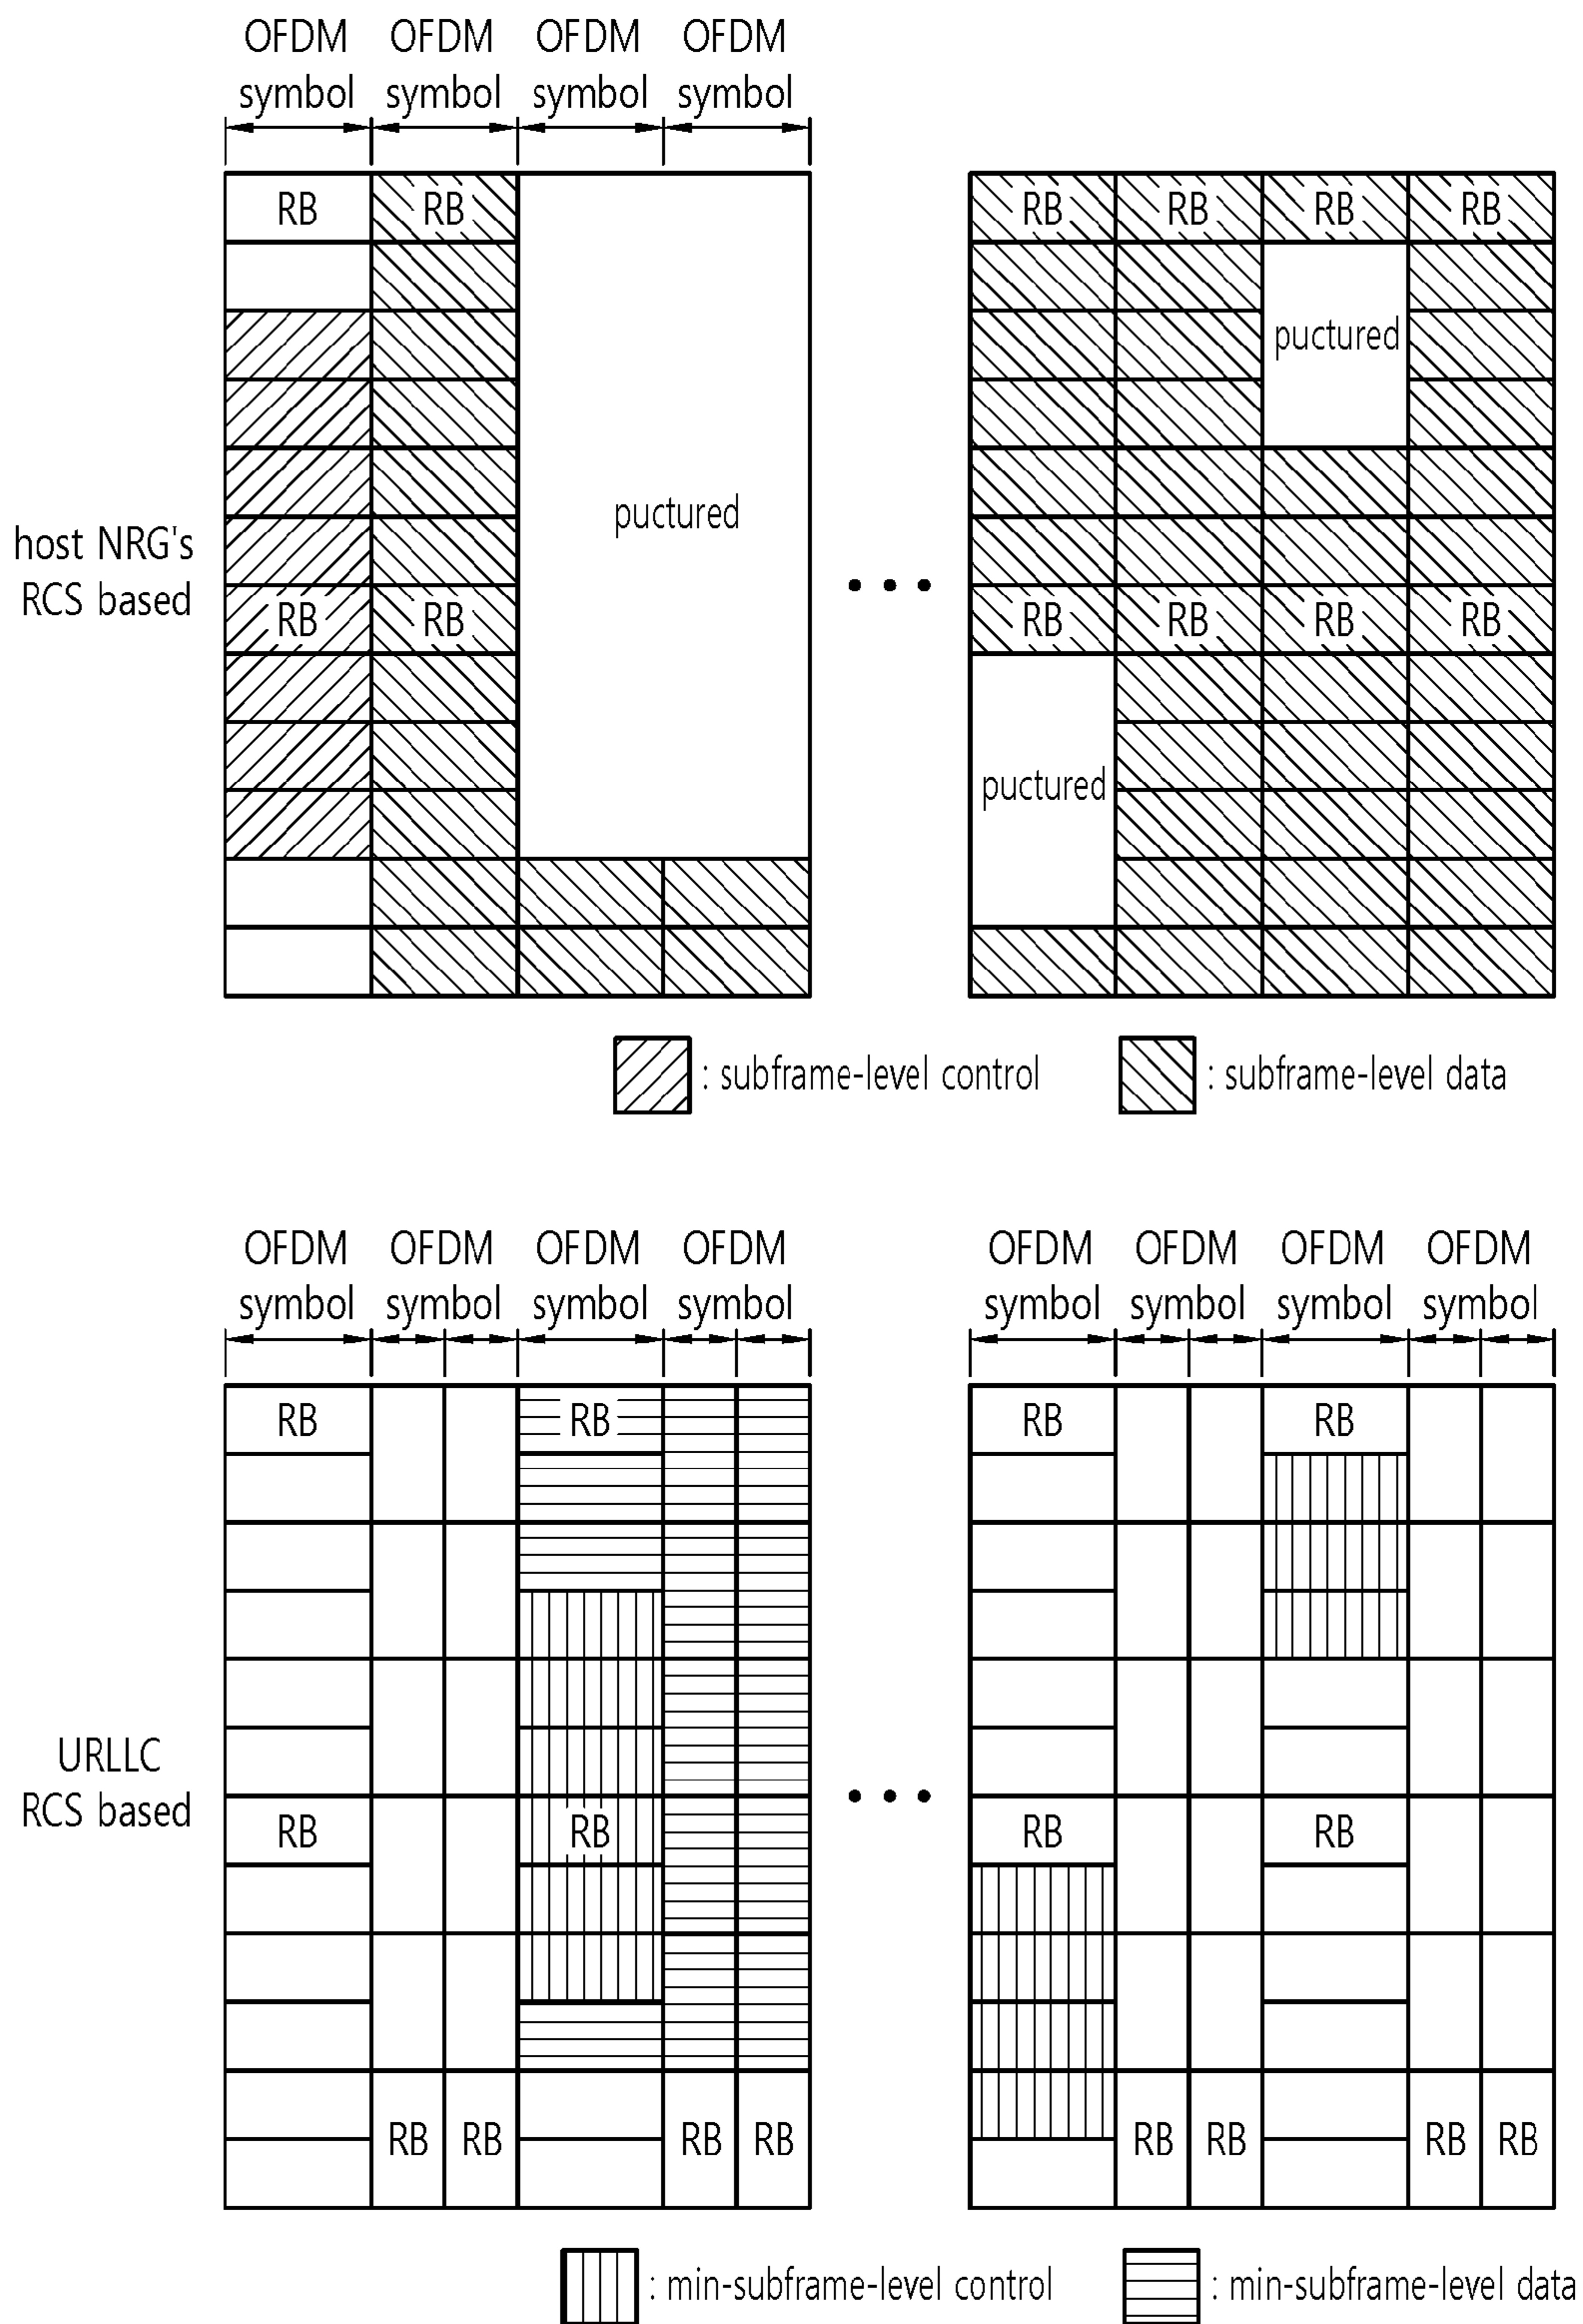 OFDM OFDM OFDM OFDM
symbol symbol symbol symbol
RB RB RB RB RB RB
puctured
puctured
host NRG's
RCS based
RB RB RB RB RB RB
puctured
: subframe-level control : subframe-level data
OFDM OFDM OFDM OFDM OFDM OFDM OFDM OFDM
symbol symbol symbol symbol symbol symbol symbol symbol
RB RB RB RB
URLLC
RCS based
RB RB RB RB
RB RB RB RB RB RB RB RB
: min-subframe-level control : min-subframe-level data